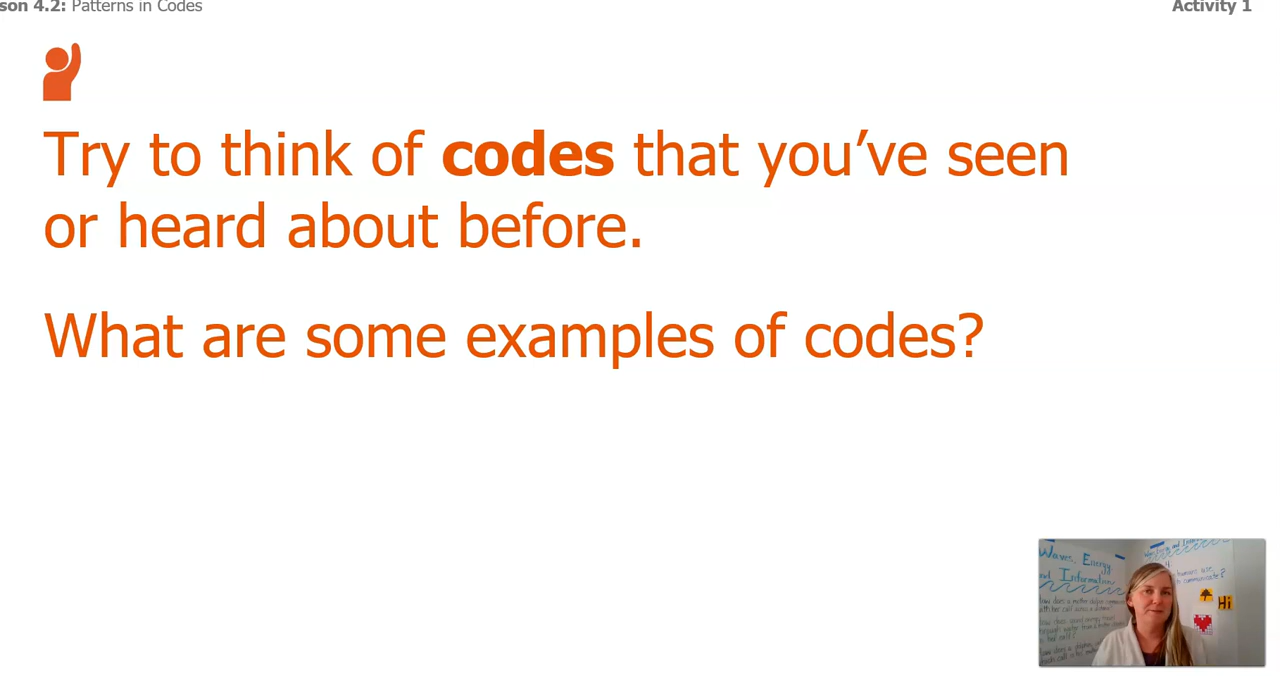 son 4.2: Patterns in Codes
Activity 1
Try to think of codes that you've seen
or heard about before.
What are some examples of codes?
Waves, Energy
and Information
Hi